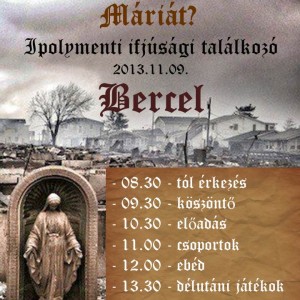 Máriát?
Ipolymenti ifjúsági találkozó
2013.11.09.
Bercel
- 08.30 - tól érkezés
- 09.30 - köszöntő
- 10.30 - előadás
- 11.00 - csoportok
- 12.00 - ebéd
- 13.30 - délutáni játékok